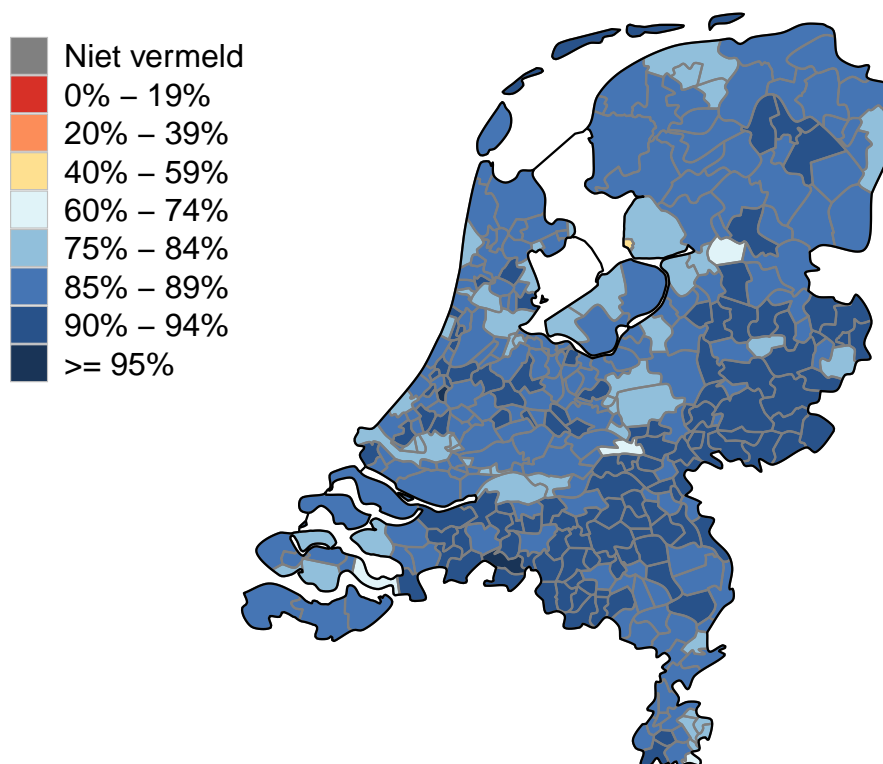 Niet vermeld
0% – 19%
20% – 39%
40% – 59%
60% – 74%
75% – 84%
85% – 89%
90% – 94%
>= 95%